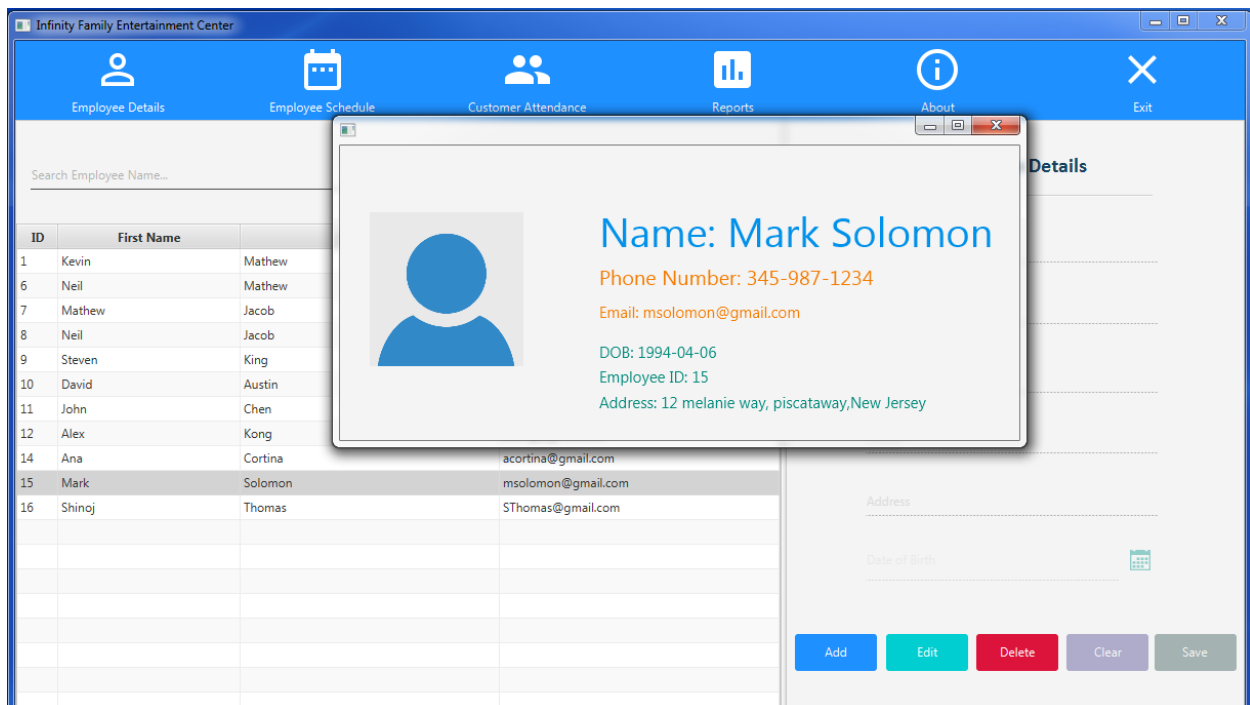 Infinity Family Entertainment Center
Employee Details Employee Schedule Customer Attendance Reports About Exit
Search Employee Name...
Details
Name: Mark Solomon
Phone Number: 345-987-1234
Email: msolomon@gmail.com
DOB: 1994-04-06
Employee ID: 15
Address: 12 melanie way, piscataway,New Jersey
ID First Name
1 Kevin Mathew
6 Neil Mathew
7 Mathew Jacob
8 Neil Jacob
9 Steven King
10 David Austin
11 John Chen
12 Alex Kong
14 Ana Cortina acortina@gmail.com
15 Mark Solomon msolomon@gmail.com
16 Shinoj Thomas SThomas@gmail.com
Address
Date of Birth
Add Edit Delete Clear Save